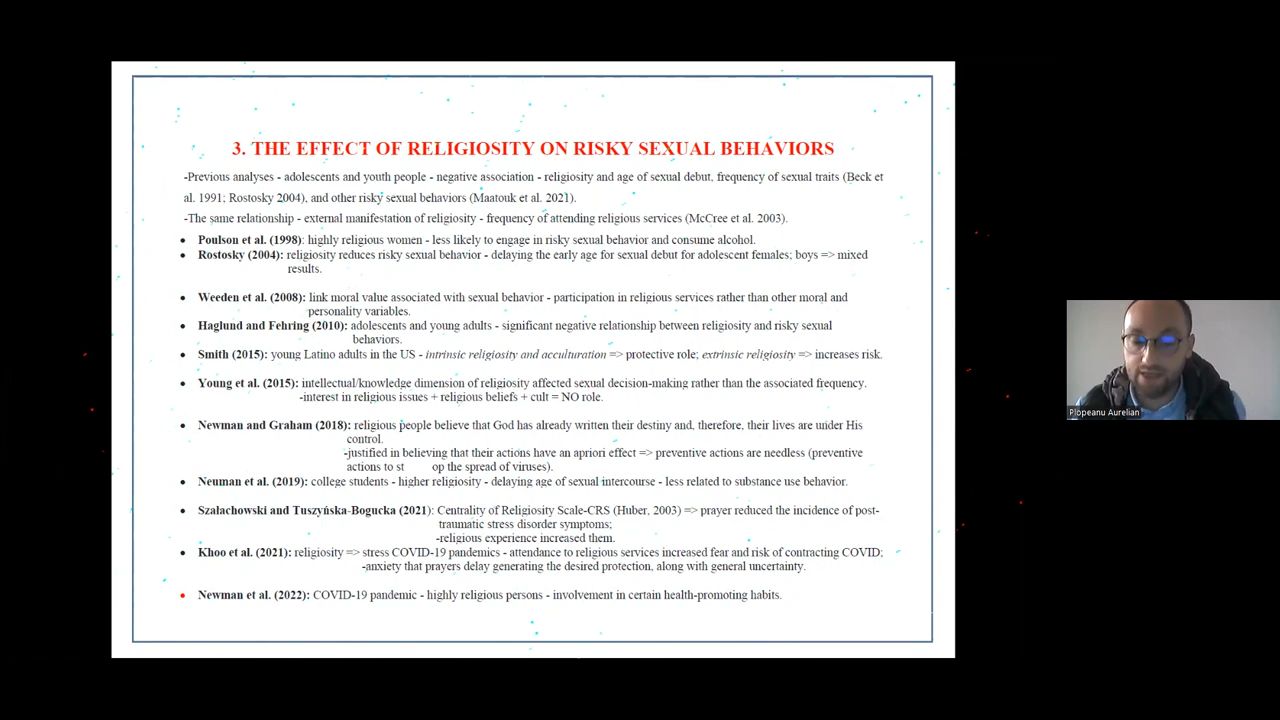 3. THE EFFECT OF RELIGIOSITY ON RISKY SEXUAL BEHAVIORS
-Previous analyses - adolescents and youth people - negative association - religiosity and age of sexual debut, frequency of sexual traits (Beck et
al. 1991; Rostosky 2004), and other risky sexual behaviors (Maatouk et al. 2021).
-The same relationship - external manifestation of religiosity - frequency of attending religious services (McCree et al. 2003).
• Poulson et al. (1998): highly religious women - less likely to engage in risky sexual behavior and consume alcohol.
• Rostosky (2004): religiosity reduces risky sexual behavior - delaying the early age for sexual debut for adolescent females; boys => mixed
results.
• Weeden et al. (2008): link moral value associated with sexual behavior - participation in religious services rather than other moral and
personality variables.
• Haglund and Fehring (2010): adolescents and young adults - significant negative relationship between religiosity and risky sexual
behaviors.
• Smith (2015): young Latino adults in the US - intrinsic religiosity and acculturation => protective role; extrinsic religiosity => increases risk.
• Young et al. (2015): intellectual/knowledge dimension of religiosity affected sexual decision-making rather than the associated frequency.
-interest in religious issues + religious beliefs + cult = NO role.
• Newman and Graham (2018): religious people believe that God has already written their destiny and, therefore, their lives are under His
control.
-justified in believing that their actions have an apriori effect => preventive actions are needless (preventive
actions to st op the spread of viruses).
• Neuman et al. (2019): college students - higher religiosity - delaying age of sexual intercourse - less related to substance use behavior.
• Szałachowski and Tuszyńska-Bogucka (2021): Centrality of Religiosity Scale-CRS (Huber, 2003) => prayer reduced the incidence of post-
traumatic stress disorder symptoms;
-religious experience increased them.
• Khoo et al. (2021): religiosity => stress COVID-19 pandemics - attendance to religious services increased fear and risk of contracting COVID;
-anxiety that prayers delay generating the desired protection, along with general uncertainty.
• Newman et al. (2022): COVID-19 pandemic - highly religious persons - involvement in certain health-promoting habits.
Plopeanu Aurelian